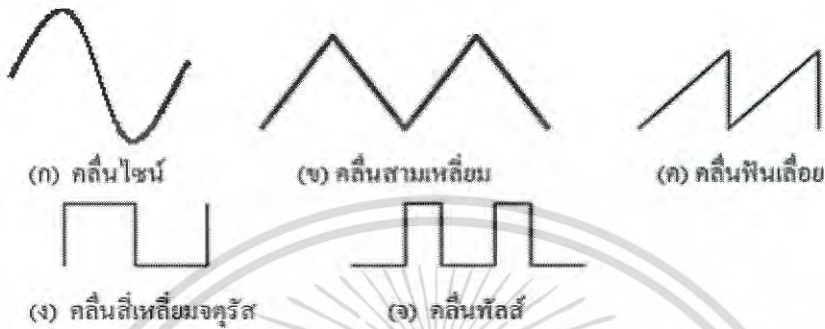 (ก) คลื่นไซน์ (ข) คลื่นสามเหลี่ยม (ค) คลื่นฟันเลื่อย
(ง) คลื่นสี่เหลี่ยมจตุรัส (จ) คลื่นพัลส์